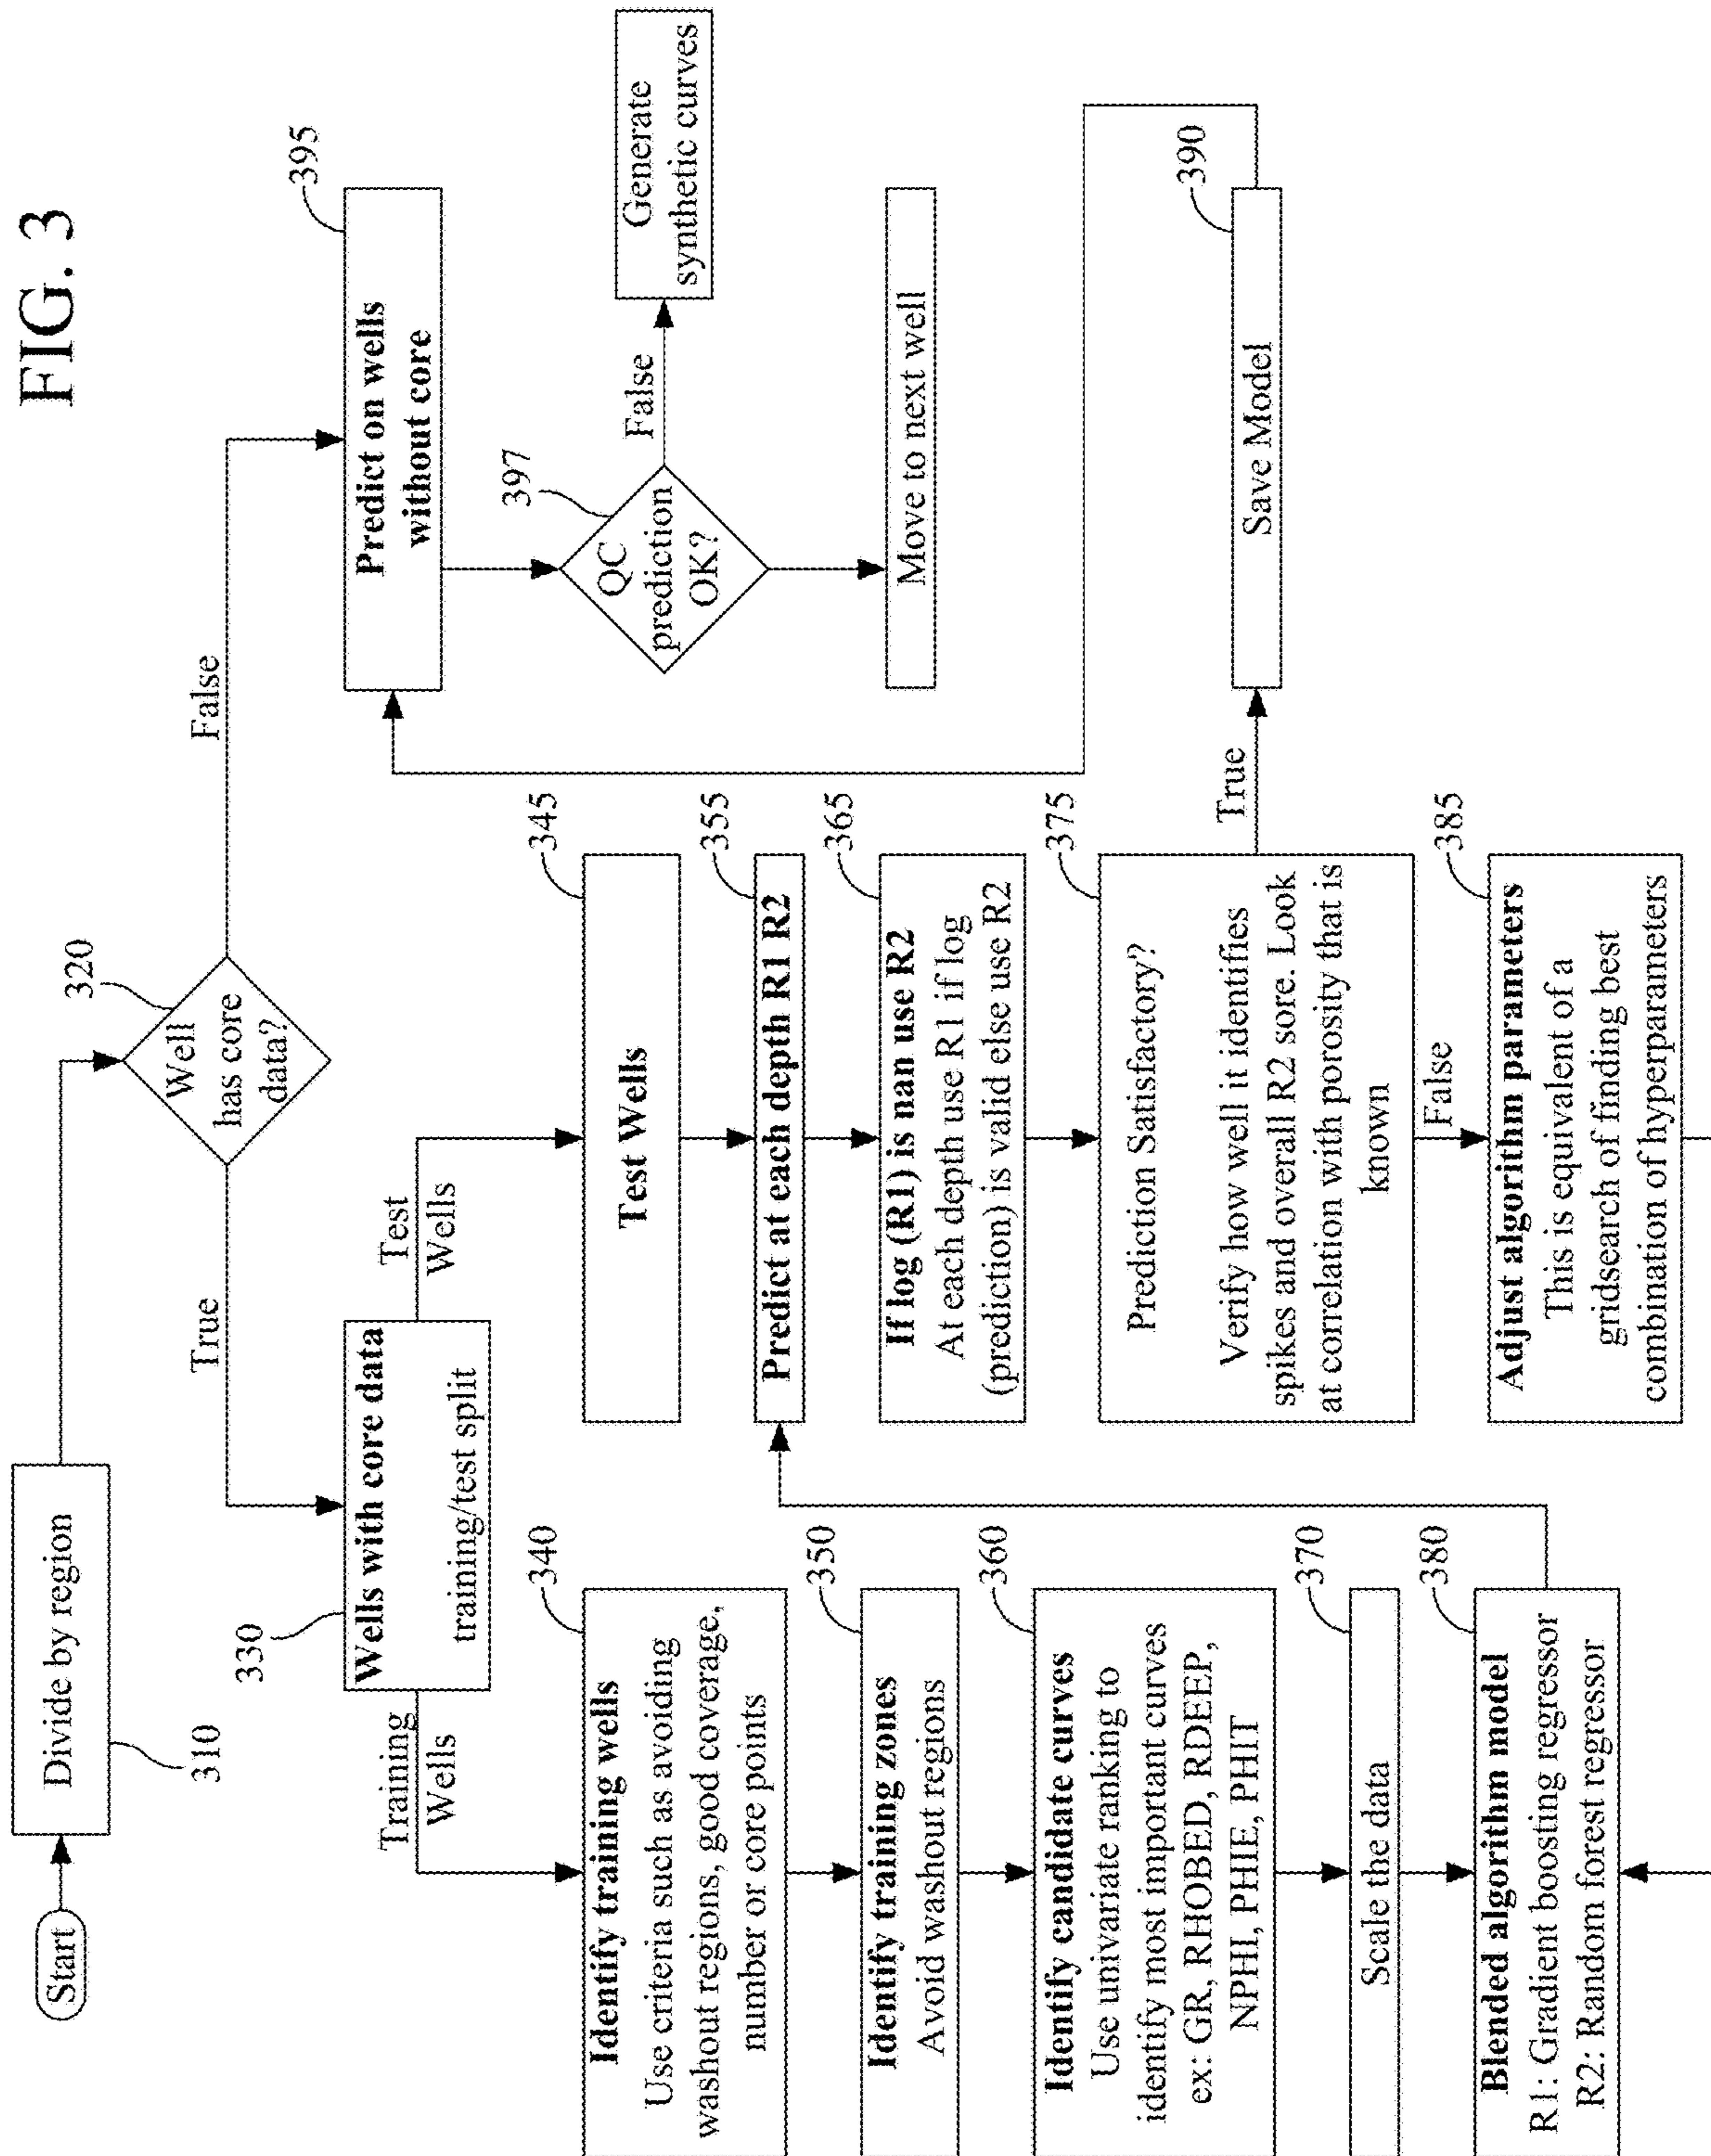 FIG. 3
Start
Divide by region
310
Well
has core
data?
320
True
False
Wells with core data
training/test split
330
Training
Wells
Test
Wells
Identify training wells
Use criteria such as avoiding
washout regions, good coverage,
number or core points
340
Identify training zones
Avoid washout regions
350
Identify candidate curves
Use univariate ranking to
identify most important curves
ex: GR, RHOBED, RDEEP,
NPHI, PHIE, PHIT
360
Scale the data
370
Blended algorithm model
R1: Gradient boosting regressor
R2: Random forest regressor
380
Test Wells
345
Predict at each depth R1 R2
355
If log (R1) is nan use R2
At each depth use R1 if log
(prediction) is valid else use R2
365
Prediction Satisfactory?
Verify how well it identifies
spikes and overall R2 sore. Look
at correlation with porosity that is
known
375
True
False
Adjust algorithm parameters
This is equivalent of a
gridsearch of finding best
combination of hyperparameters
385
Save Model
390
Predict on wells
without core
395
QC
prediction
OK?
397
False
Generate
synthetic curves
Move to next well